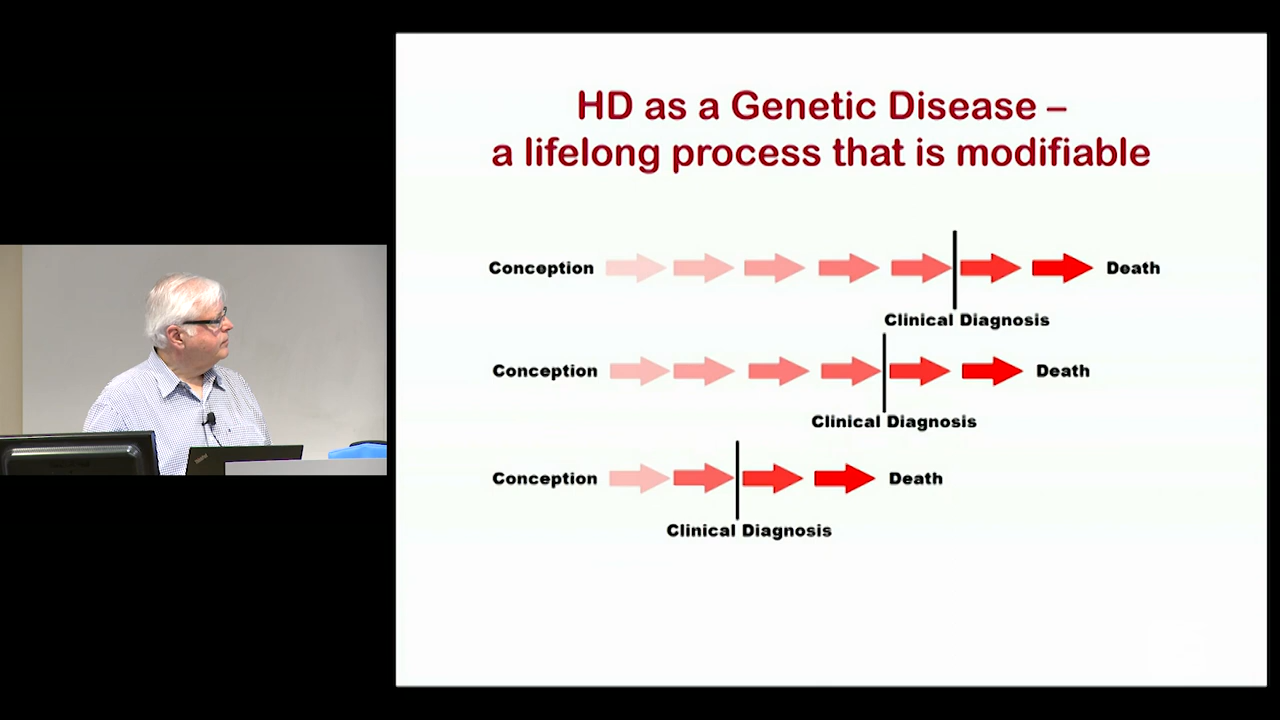 HD as a Genetic Disease –
a lifelong process that is modifiable
Conception
Death
Clinical Diagnosis
Conception
Death
Clinical Diagnosis
Conception
Death
Clinical Diagnosis